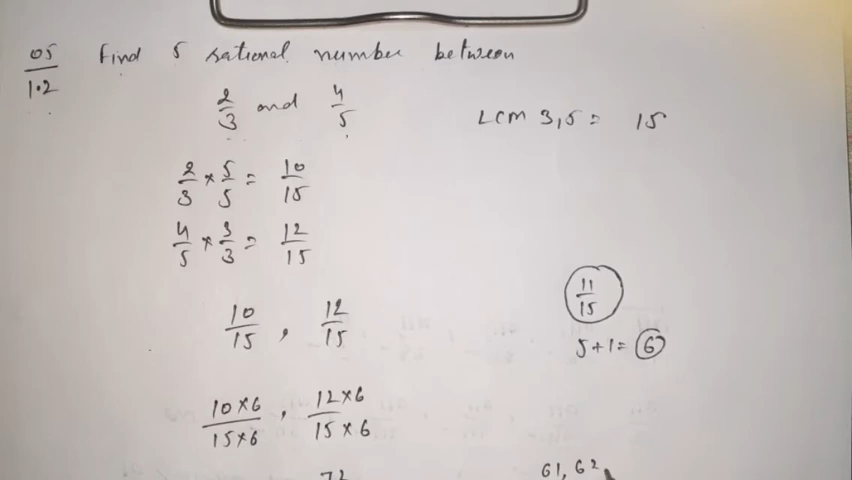 05/1.2 Find 5 rational number between
2/3 and 4/5
LCM 3,5 = 15
2/3 × 5/5 = 10/15
4/5 × 3/3 = 12/15
10/15 , 12/15
11/15
5+1=6
10×6/15×6 , 12×6/15×6
72
61, 62